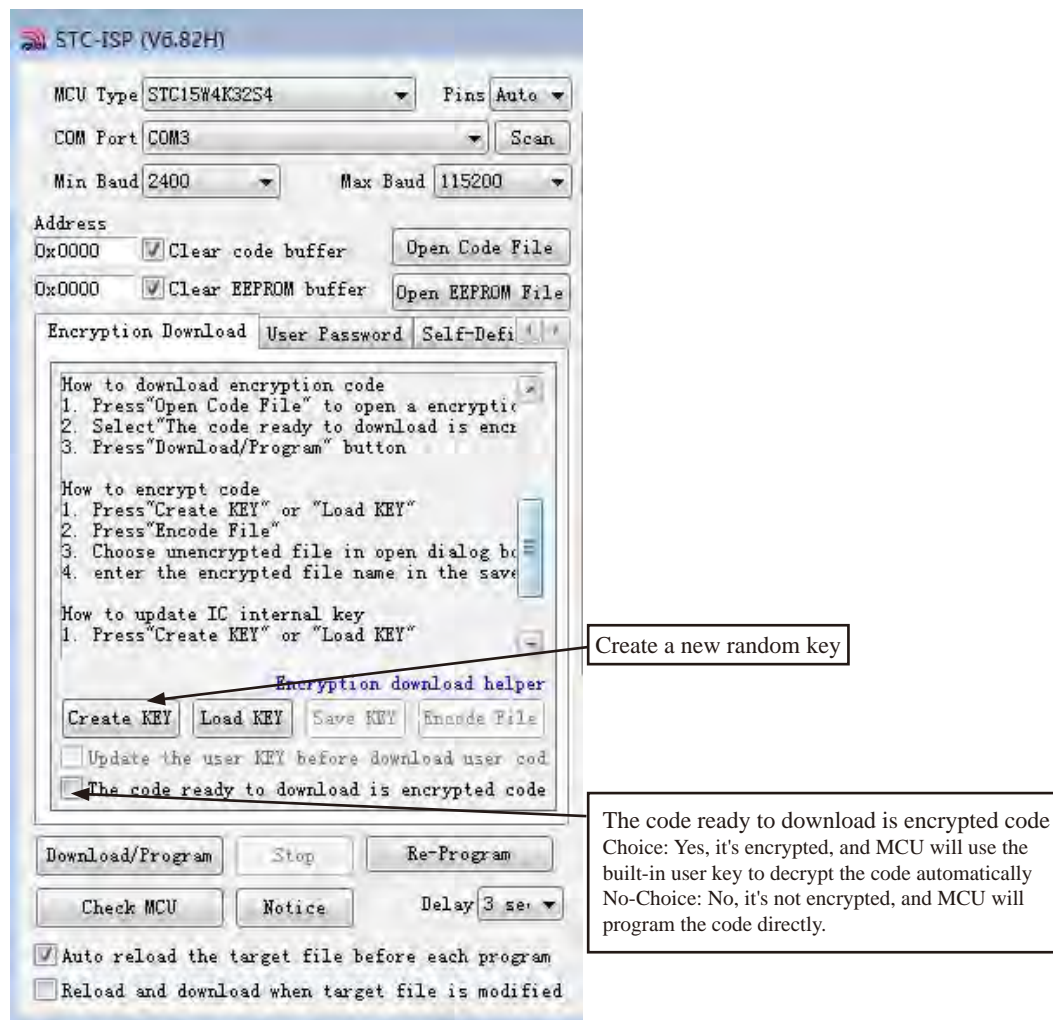 STC-ISP (V6.82H)
MCU Type STC15W4K32S4 Pins Auto
COM Port COM3 Scan
Min Baud 2400 Max Baud 115200
Address
0x0000 Clear code buffer Open Code File
0x0000 Clear EEPROM buffer Open EEPROM File
Encryption Download User Password Self-Defi
How to download encryption code
1. Press"Open Code File" to open a encryptic
2. Select"The code ready to download is encr
3. Press"Download/Program" button
How to encrypt code
1. Press"Create KEY" or "Load KEY"
2. Press"Encode File"
3. Choose unencrypted file in open dialog bo
4. enter the encrypted file name in the save
How to update IC internal key
1. Press"Create KEY" or "Load KEY"
Create a new random key
Encryption download helper
Create KEY Load KEY Save KEY Encode File
Update the user KEY before download user cod
The code ready to download is encrypted code
The code ready to download is encrypted code
Choice: Yes, it's encrypted, and MCU will use the
built-in user key to decrypt the code automatically
No-Choice: No, it's not encrypted, and MCU will
program the code directly.
Download/Program Stop Re-Program
Check MCU Notice Delay 3 se
Auto reload the target file before each program
Reload and download when target file is modified